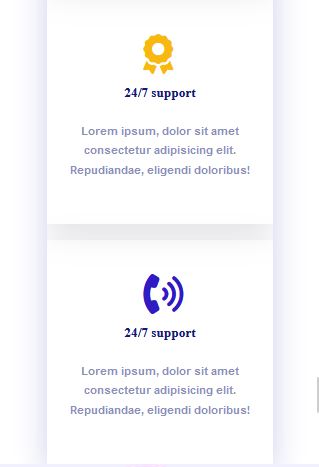 24/7 support
Lorem ipsum, dolor sit amet
consectetur adipisicing elit.
Repudiandae, eligendi doloribus!
24/7 support
Lorem ipsum, dolor sit amet
consectetur adipisicing elit.
Repudiandae, eligendi doloribus!